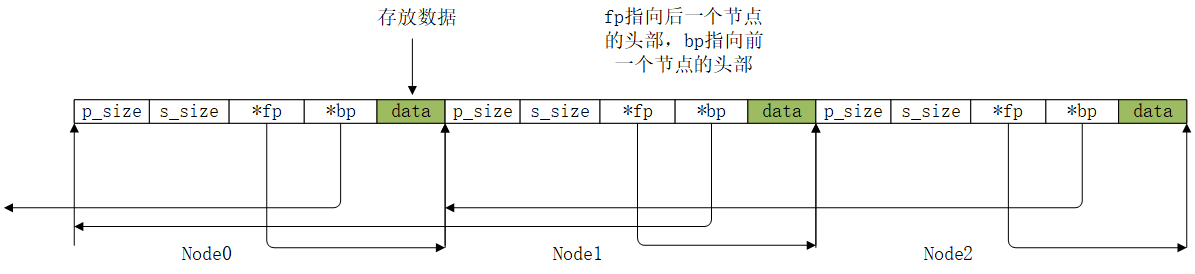 存放数据
fp指向后一个节点
的头部，bp指向前
一个节点的头部
p_size s_size *fp *bp data p_size s_size *fp *bp data p_size s_size *fp *bp data
Node0 Node1 Node2